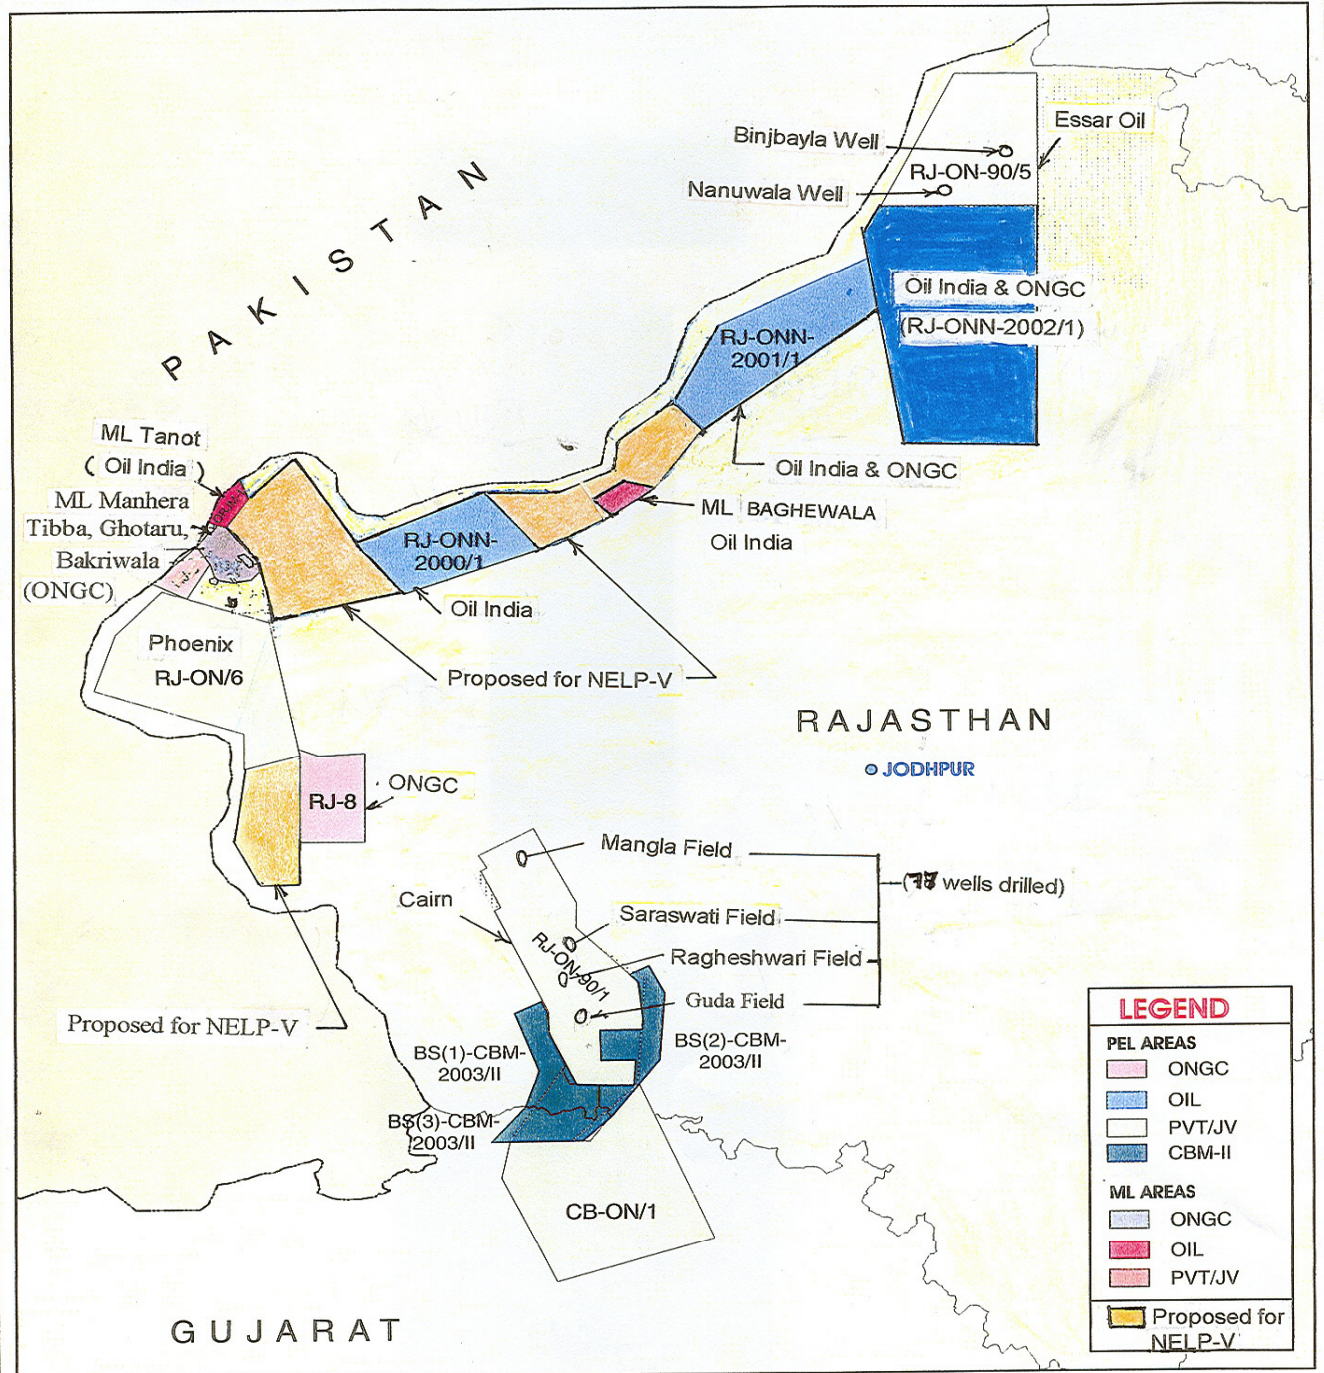 Binjbayla Well
Essar Oil
RJ-ON-90/5
Nanuwala Well
PAKISTAN
Oil India & ONGC
(RJ-ONN-2002/1)
RJ-ONN-
2001/1
ML Tanot
( Oil India )
Oil India & ONGC
ML Manhera
Tibba, Ghotaru,
Bakriwala
(ONGC)
ML BAGHEWALA
Oil India
RJ-ONN-
2000/1
Oil India
Phoenix
RJ-ON/6
Proposed for NELP-V
RAJASTHAN
JODHPUR
ONGC
RJ-8
Mangla Field
Cairn
Saraswati Field
wells drilled)
RJ-ON-90/1
Ragheshwari Field
Guda Field
Proposed for NELP-V
BS(1)-CBM-
2003/II
BS(2)-CBM-
2003/II
BS(3)-CBM-
2003/II
CB-ON/1
GUJARAT
LEGEND
PEL AREAS
ONGC
OIL
PVT/JV
CBM-II
ML AREAS
ONGC
OIL
PVT/JV
Proposed for
NELP-V